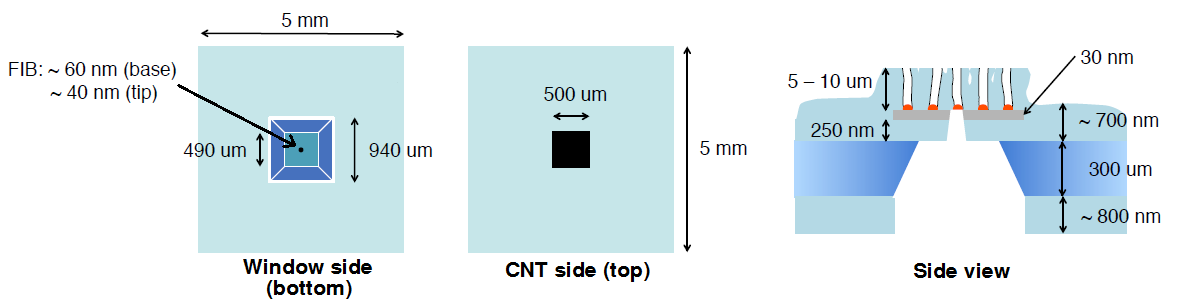 5 mm
FIB: ~ 60 nm (base)
~ 40 nm (tip)
490 um
940 um
Window side
(bottom)
500 um
5 mm
CNT side (top)
5 – 10 um
30 nm
250 nm
~ 700 nm
300 um
~ 800 nm
Side view